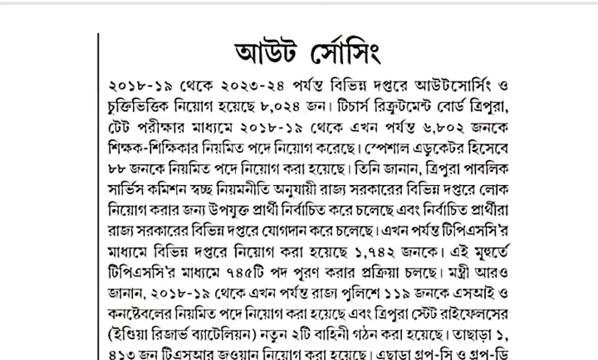 আউট র্সোসিং
২০১৮-১৯ থেকে ২০২৩-২৪ পর্যন্ত বিভিন্ন দপ্তরে আউটসোর্সিং ও
চুক্তিভিত্তিক নিয়োগ হয়েছে ৮,০২৪ জন। টিচার্স রিক্রুটমেন্ট বোর্ড ত্রিপুরা,
টেট পরীক্ষার মাধ্যমে ২০১৮-১৯ থেকে এখন পর্যন্ত ৬,৮০২ জনকে
শিক্ষক-শিক্ষিকার নিয়মিত পদে নিয়োগ করেছে। স্পেশাল এডুকেটর হিসেবে
৮৮ জনকে নিয়মিত পদে নিয়োগ করা হয়েছে। তিনি জানান, ত্রিপুরা পাবলিক
সার্ভিস কমিশন স্বচ্ছ নিয়মনীতি অনুযায়ী রাজ্য সরকারের বিভিন্ন দপ্তরে লোক
নিয়োগ করার জন্য উপযুক্ত প্রার্থী নির্বাচিত করে চলেছে এবং নির্বাচিত প্রার্থীরা
রাজ্য সরকারের বিভিন্ন দপ্তরে যোগদান করে চলেছে। এখন পর্যন্ত টিপিএসসি'র
মাধ্যমে বিভিন্ন দপ্তরে নিয়োগ করা হয়েছে ১,৭৪২ জনকে। এই মূহুর্তে
টিপিএসসি'র মাধ্যমে ৭৪৫টি পদ পূরণ করার প্রক্রিয়া চলছে। মন্ত্রী আরও
জানান, ২০১৮-১৯ থেকে এখন পর্যন্ত রাজ্য পুলিশে ১১৯ জনকে এসআই ও
কনষ্টেবলের নিয়মিত পদে নিয়োগ করা হয়েছে এবং ত্রিপুরা স্টেট রাইফেলসের
(ইন্ডিয়া রিজার্ভ ব্যাটেলিয়ন) নতুন ২টি বাহিনী গঠন করা হয়েছে। তাছাড়া ১,
৪১৩ জন টিএসআর জওয়ান নিয়োগ করা হয়েছে। এছাড়া গ্রুপ-সি ও গ্রুপ-ডি